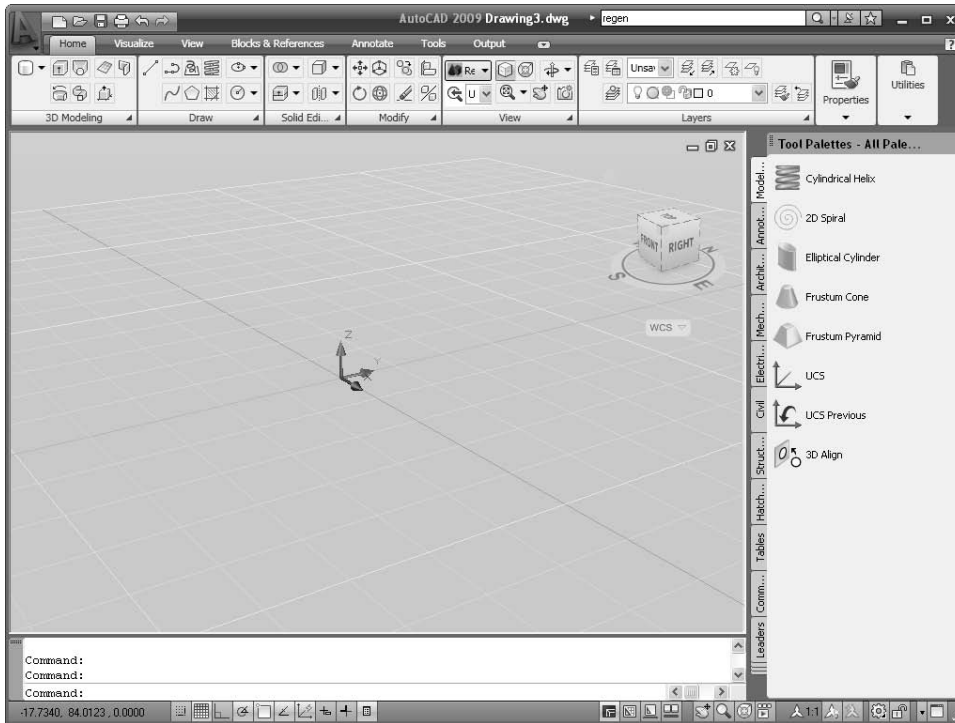 AutoCAD 2009 Drawing3.dwg
regen
Home Visualize View Blocks & References Annotate Tools Output
Re
Unsa
U
0
Properties
Utilities
3D Modeling
Draw
Solid Edi...
Modify
View
Layers
Tool Palettes - All Pale...
Model...
Annot...
Archit...
Mech...
Electri...
Civil
Struct...
Hatch...
Tables
Comm...
Leaders
Cylindrical Helix
2D Spiral
Elliptical Cylinder
Frustum Cone
Frustum Pyramid
UCS
UCS Previous
3D Align
FRONT
RIGHT
S
E
WCS
Z
Y
X
Command:
Command:
Command:
-17.7340, 84.0123, 0.0000
1:1